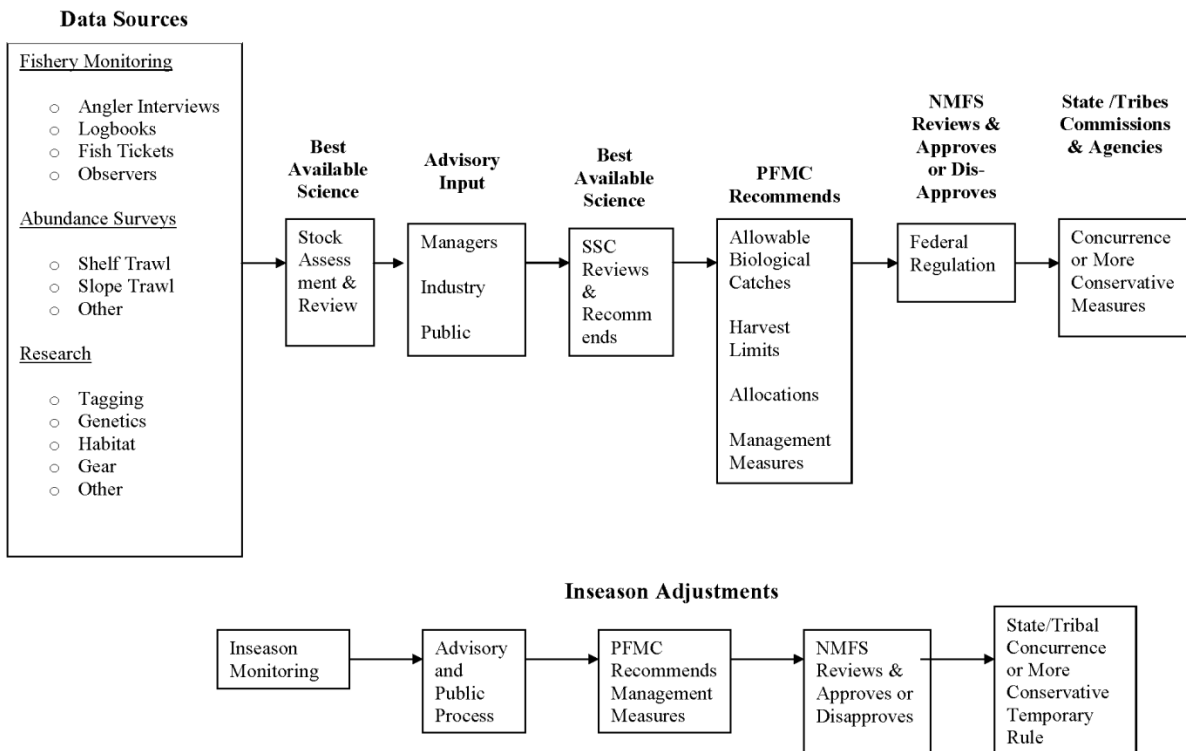 Data Sources
Fishery Monitoring
○ Angler Interviews
○ Logbooks
○ Fish Tickets
○ Observers
Abundance Surveys
○ Shelf Trawl
○ Slope Trawl
○ Other
Research
○ Tagging
○ Genetics
○ Habitat
○ Gear
○ Other
Best
Available
Science
Stock
Assess
ment &
Review
Advisory
Input
Managers
Industry
Public
Best
Available
Science
SSC
Reviews
&
Recomm
ends
PFMC
Recommends
Allowable
Biological
Catches
Harvest
Limits
Allocations
Management
Measures
NMFS
Reviews &
Approves
or Dis-
Approves
Federal
Regulation
State /Tribes
Commissions
& Agencies
Concurrence
or More
Conservative
Measures
Inseason Adjustments
Inseason
Monitoring
Advisory
and
Public
Process
PFMC
Recommends
Management
Measures
NMFS
Reviews &
Approves or
Disapproves
State/Tribal
Concurrence
or More
Conservative
Temporary
Rule